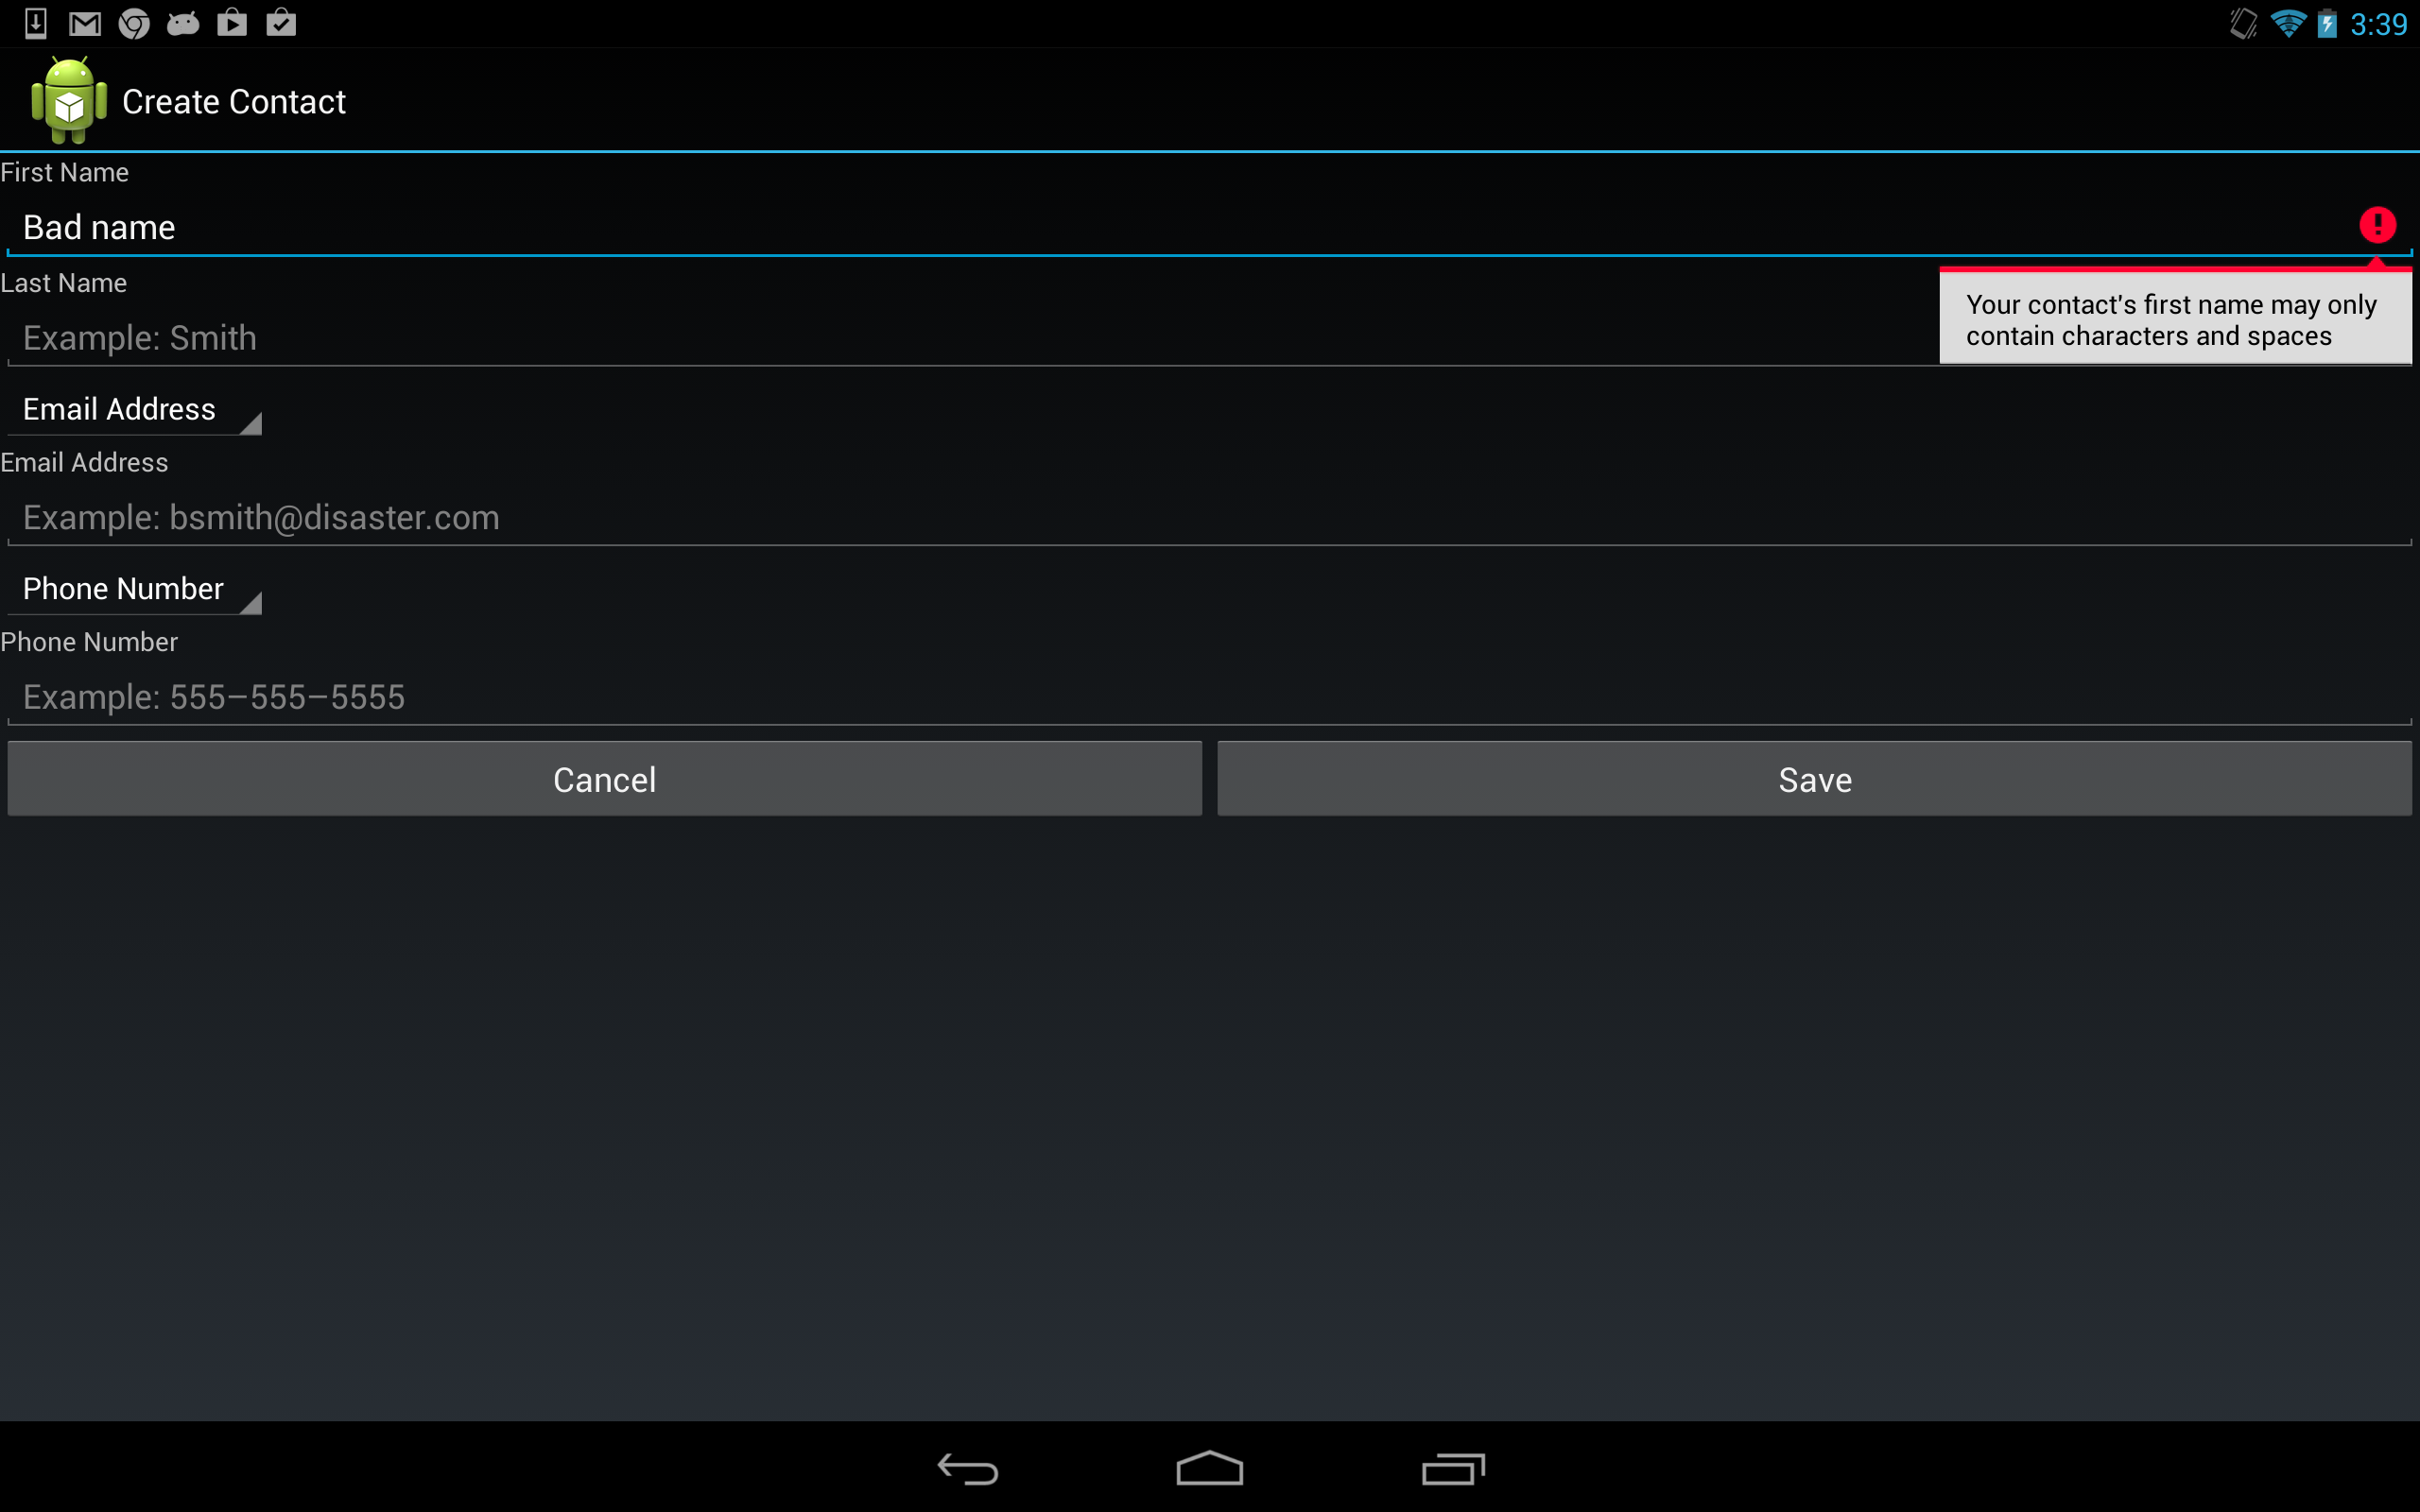 3:39
Create Contact
First Name
Bad name
Last Name
Example: Smith
Your contact's first name may only
contain characters and spaces
Email Address
Email Address
Example: bsmith@disaster.com
Phone Number
Phone Number
Example: 555-555-5555
Cancel
Save